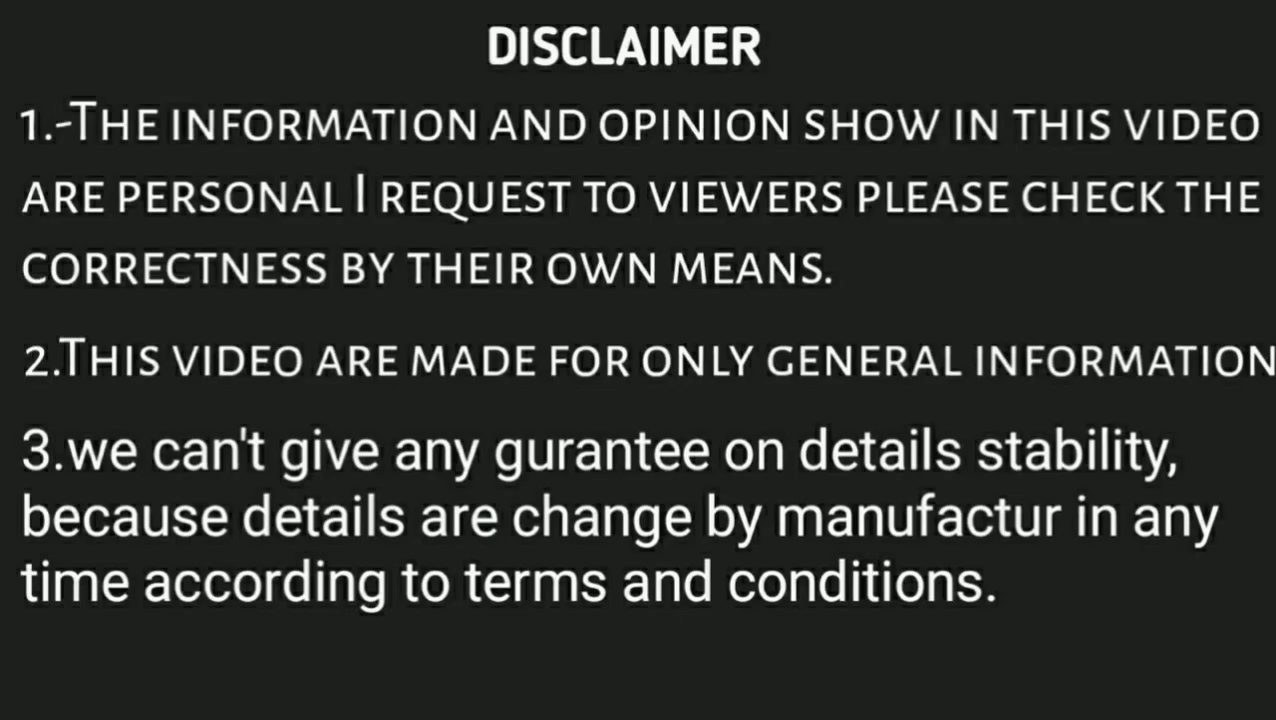 DISCLAIMER
1.-The information and opinion show in this video
are personal I request to viewers please check the
correctness by their own means.
2.This video are made for only general information
3.we can't give any gurantee on details stability,
because details are change by manufactur in any
time according to terms and conditions.